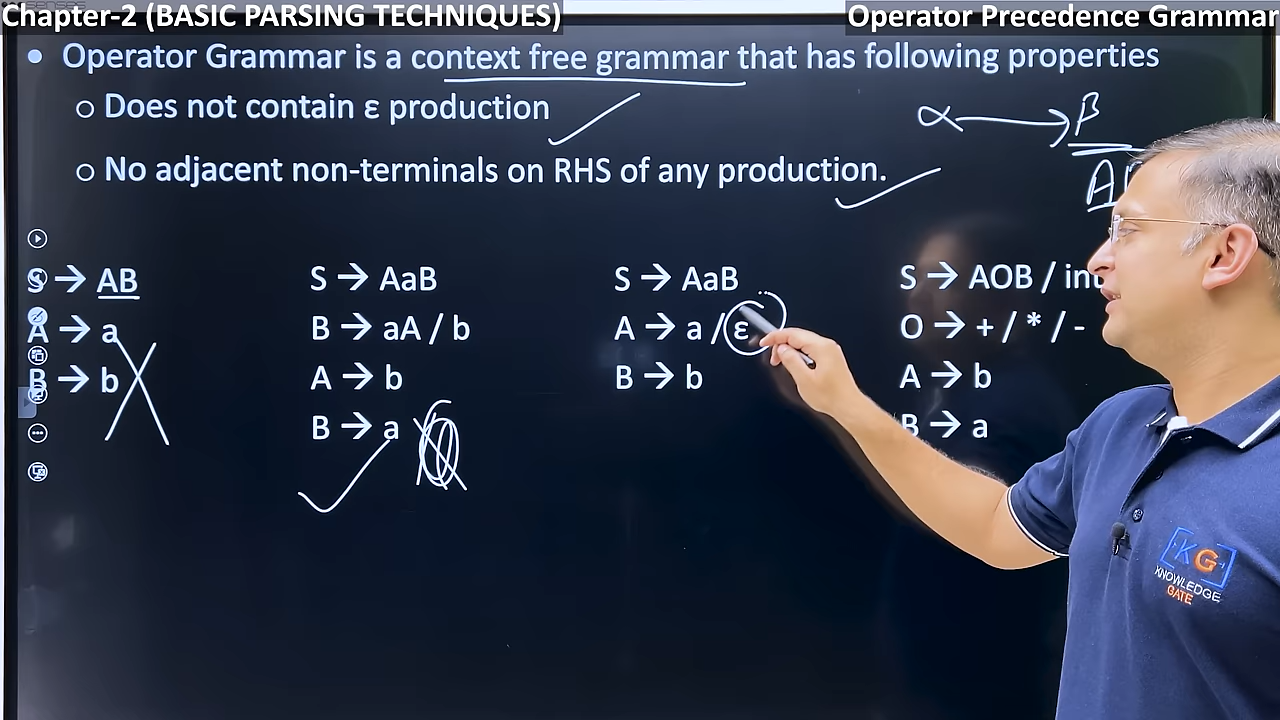 Chapter-2 (BASIC PARSING TECHNIQUES)
Operator Precedence Grammar
• Operator Grammar is a context free grammar that has following properties
o Does not contain ε production
o No adjacent non-terminals on RHS of any production.
α → β
A
S → AB
A → a
B → b
S → AaB
B → aA / b
A → b
B → a
S → AaB
A → a / ε
B → b
S → AOB / int
O → + / * / -
A → b
B → a
KG
KNOWLEDGE
GATE